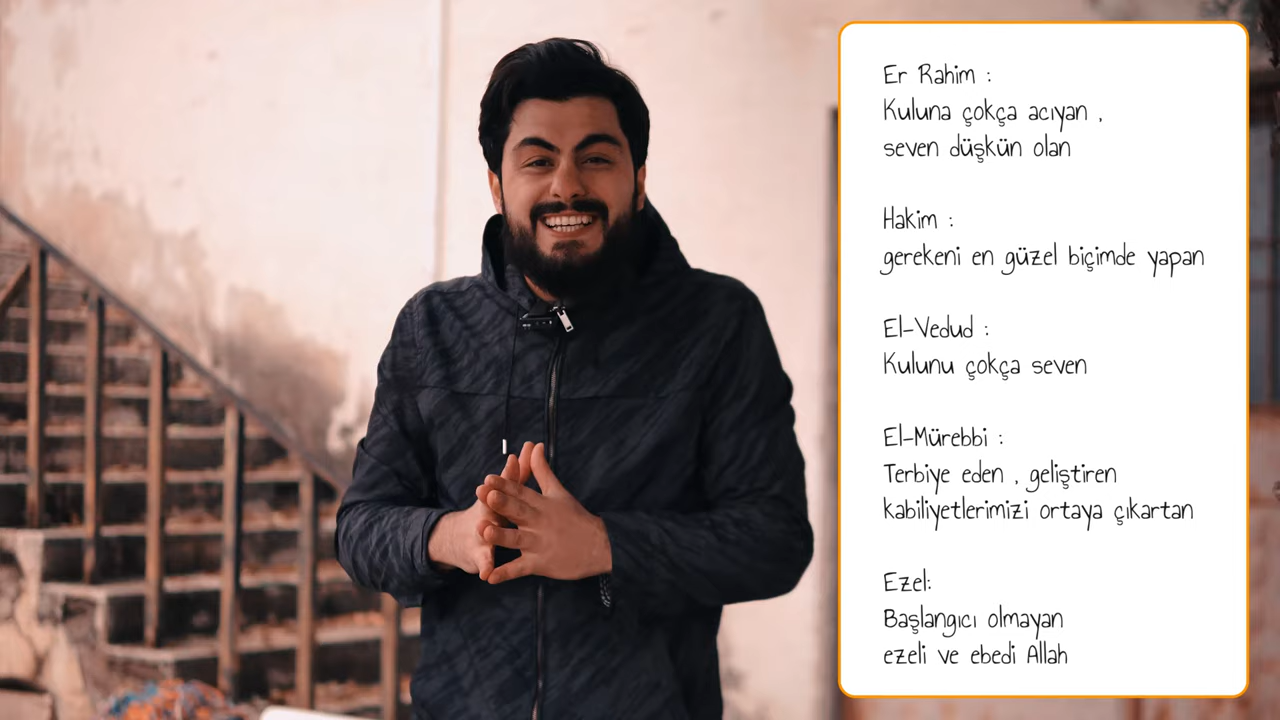 Er Rahim :
Kuluna çokça acıyan ,
seven düşkün olan
Hakim :
gerekeni en güzel biçimde yapan
El-Vedud :
Kulunu çokça seven
El-Mürebbi :
Terbiye eden , geliştiren
kabiliyetlerimizi ortaya çıkartan
Ezel:
Başlangıcı olmayan
ezeli ve ebedi Allah